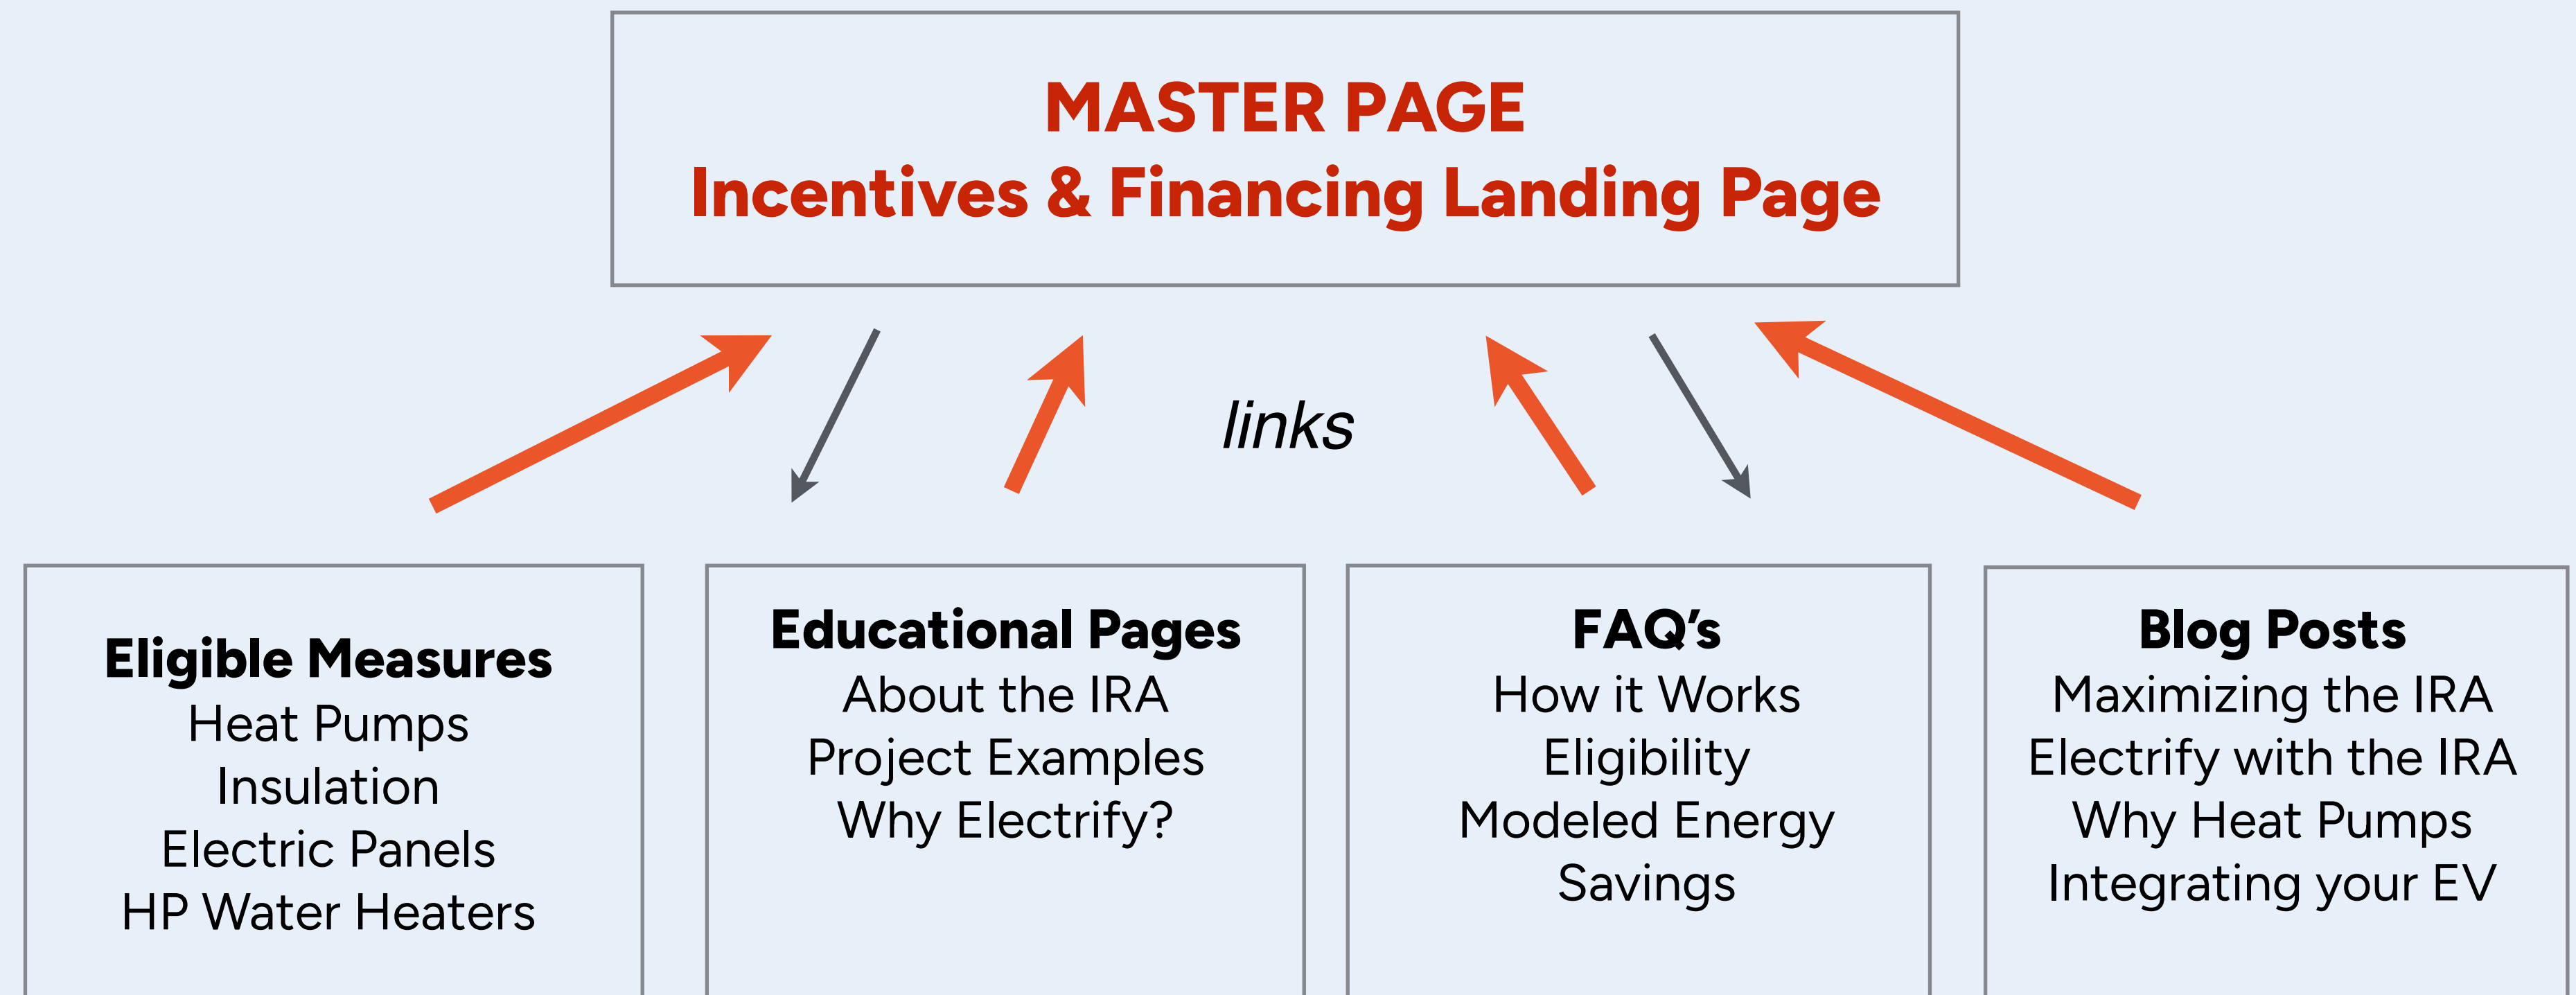 MASTER PAGE
Incentives & Financing Landing Page
links
Eligible Measures
Heat Pumps
Insulation
Electric Panels
HP Water Heaters
Educational Pages
About the IRA
Project Examples
Why Electrify?
FAQ’s
How it Works
Eligibility
Modeled Energy
Savings
Blog Posts
Maximizing the IRA
Electrify with the IRA
Why Heat Pumps
Integrating your EV